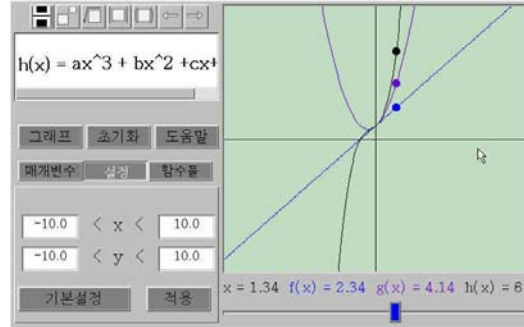 h(x) = ax^3 + bx^2 +cx+
그래프 초기화 도움말
매개변수 설정 함수들
-10.0 < x < 10.0
-10.0 < y < 10.0
기본설정 적용
x = 1.34 f(x) = 2.34 g(x) = 4.14 h(x) = 6